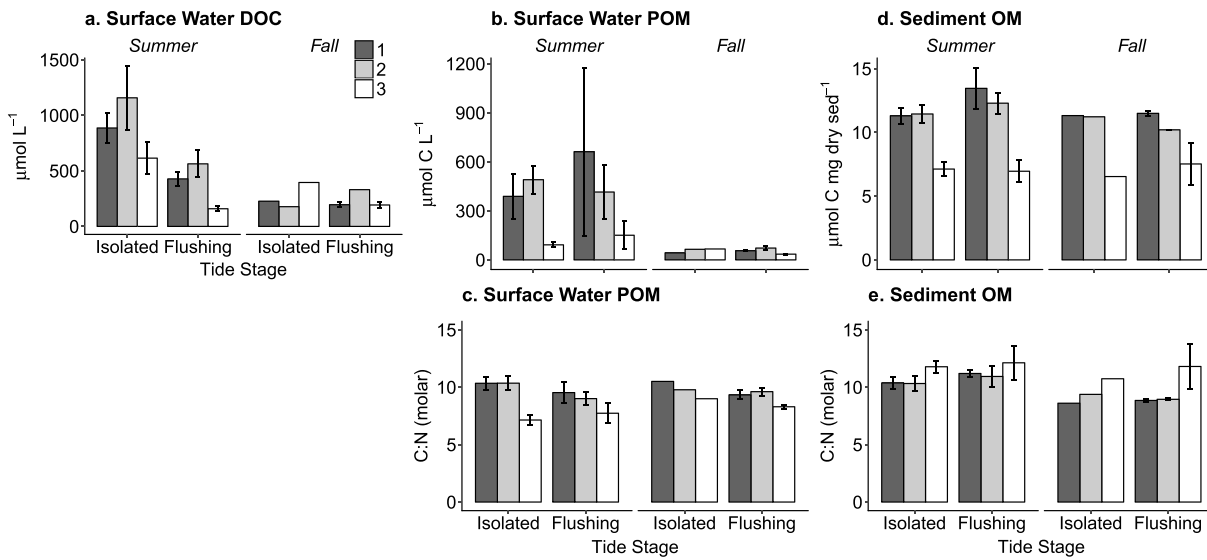 a. Surface Water DOC
Summer
Fall
1
2
3
1500
1000
500
0
μmol L⁻¹
Isolated
Flushing
Isolated
Flushing
Tide Stage
b. Surface Water POM
Summer
Fall
1200
900
600
300
0
μmol C L⁻¹
d. Sediment OM
Summer
Fall
15
10
5
0
μmol C mg dry sed⁻¹
c. Surface Water POM
15
10
5
0
C:N (molar)
Isolated
Flushing
Isolated
Flushing
Tide Stage
e. Sediment OM
15
10
5
0
C:N (molar)
Isolated
Flushing
Isolated
Flushing
Tide Stage